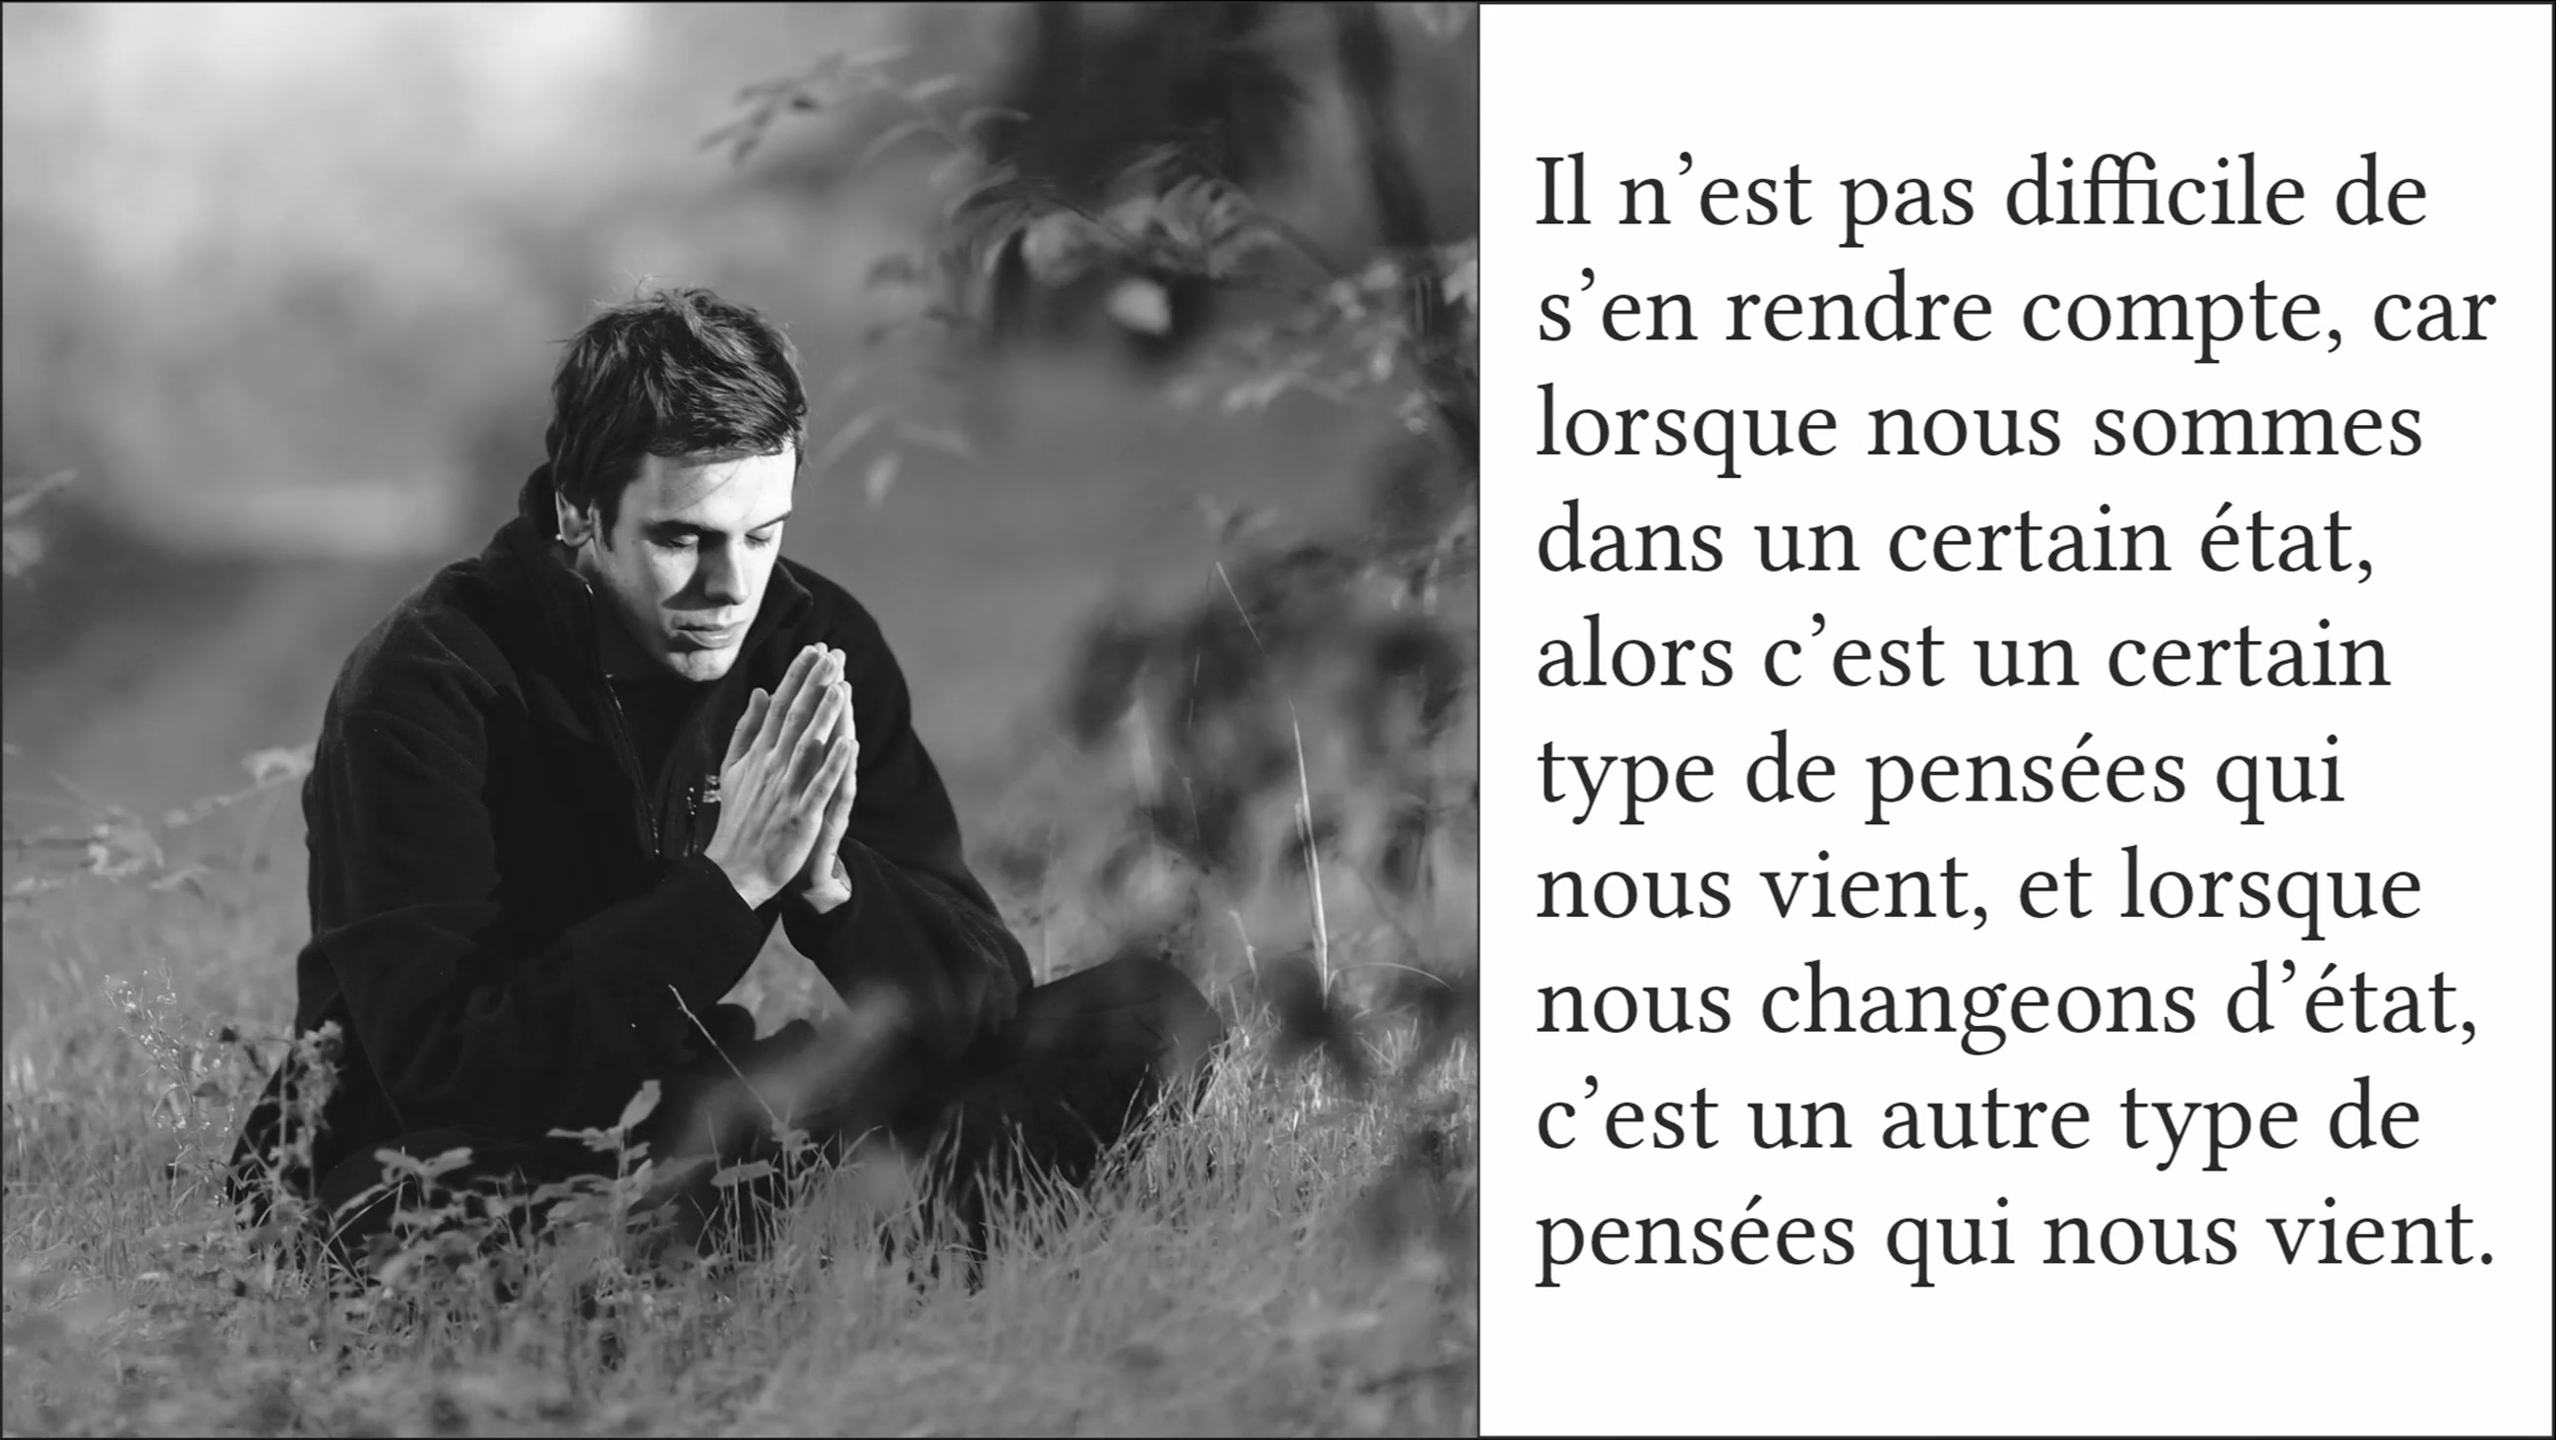 Il n’est pas difficile de
s’en rendre compte, car
lorsque nous sommes
dans un certain état,
alors c’est un certain
type de pensées qui
nous vient, et lorsque
nous changeons d’état,
c’est un autre type de
pensées qui nous vient.